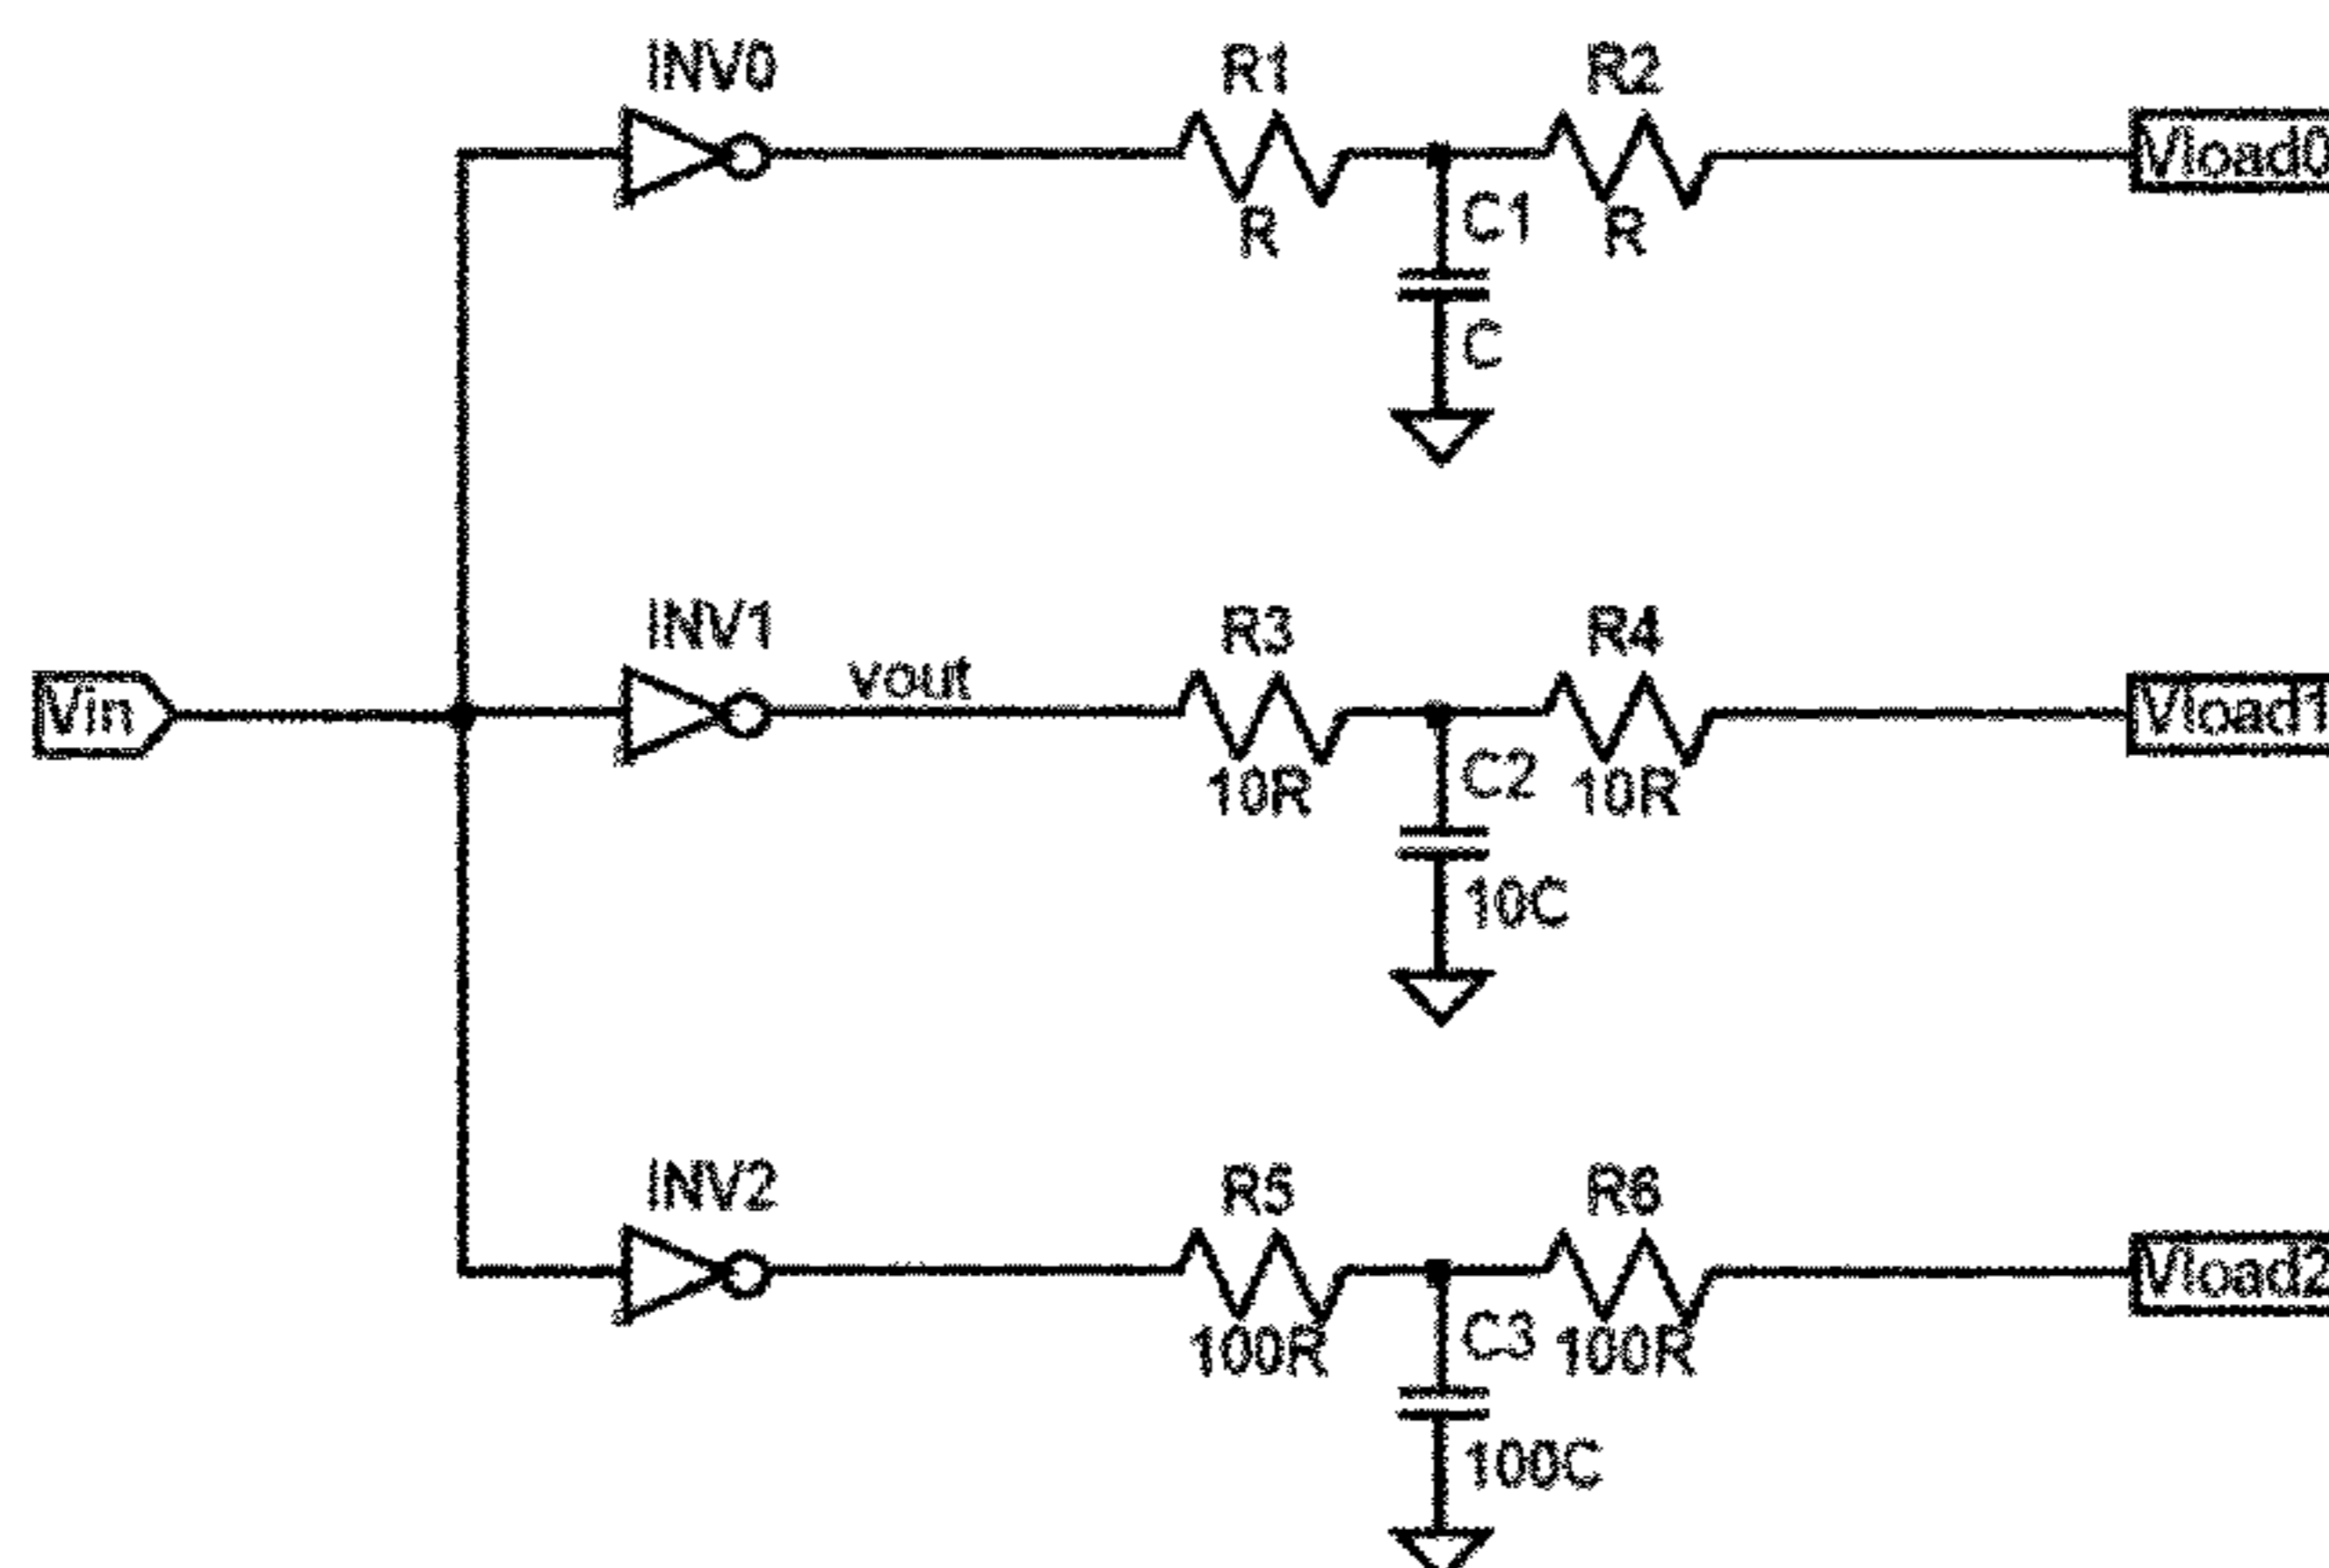 INV0
R1
R2
Vload0
R
C1
R
C
INV1
R3
R4
Vin
vout
Vload1
10R
C2
10R
10C
INV2
R5
R6
Vload2
100R
C3
100R
100C